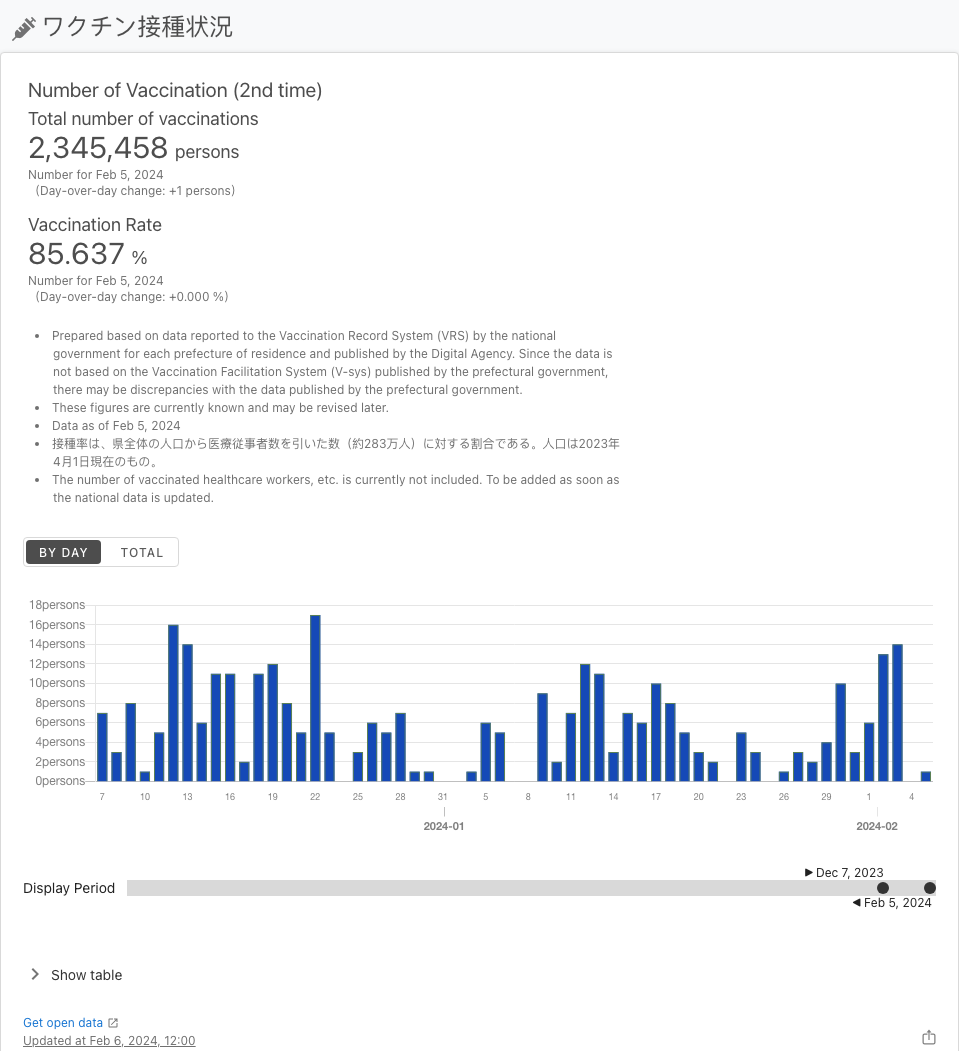 ワクチン接種状況
Number of Vaccination (2nd time)
Total number of vaccinations
2,345,458 persons
Number for Feb 5, 2024
（Day-over-day change: +1 persons）
Vaccination Rate
85.637 %
Number for Feb 5, 2024
（Day-over-day change: +0.000 %）
• Prepared based on data reported to the Vaccination Record System (VRS) by the national
government for each prefecture of residence and published by the Digital Agency. Since the data is
not based on the Vaccination Facilitation System (V-sys) published by the prefectural government,
there may be discrepancies with the data published by the prefectural government.
• These figures are currently known and may be revised later.
• Data as of Feb 5, 2024
• 接種率は、県全体の人口から医療従事者数を引いた数（約283万人）に対する割合である。人口は2023年
4月1日現在のもの。
• The number of vaccinated healthcare workers, etc. is currently not included. To be added as soon as
the national data is updated.
BY DAY TOTAL
18persons
16persons
14persons
12persons
10persons
8persons
6persons
4persons
2persons
0persons
7 10 13 16 19 22 25 28 31 5 8 11 14 17 20 23 26 29 1 4
2024-01 2024-02
Dec 7, 2023
Display Period
Feb 5, 2024
Show table
Get open data
Updated at Feb 6, 2024, 12:00